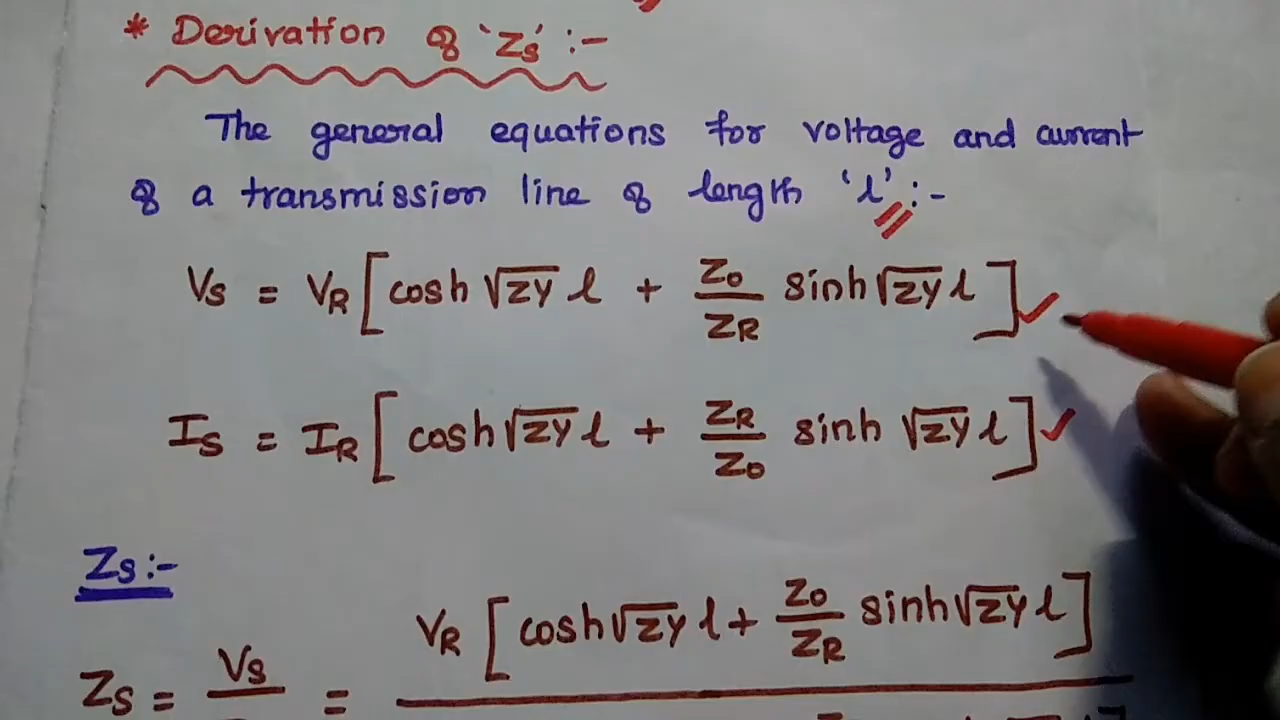 * Derivation of 'Zs' :-
The general equations for voltage and current
of a transmission line of length 'l' :-
VS = VR [cosh √ZY l + Z0/ZR sinh √ZY l]
IS = IR [cosh √ZY l + ZR/Z0 sinh √ZY l]
ZS :-
ZS = VS = VR [cosh √ZY l + Z0/ZR sinh √ZY l]